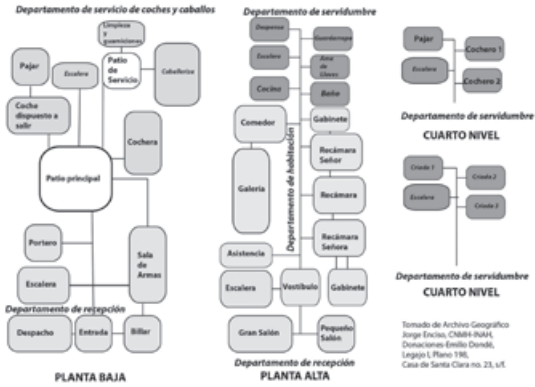 Departamento de servicio de coches y caballos
Limpieza
y
guarniciones
Pajar
Escalera
Patio
de
Servicio
Caballeriza
Coche
dispuesto a
salir
Cochera
Patio principal
Portero
Sala
de
Armas
Escalera
Departamento de recepción
Despacho
Entrada
Billar
PLANTA BAJA
Departamento de servidumbre
Despensa
Guardarropa
Escalera
Ama
de
Llaves
Cocina
Baño
Comedor
Gabinete
Departamento de habitación
Recámara
Señor
Galería
Recámara
Recámara
Señora
Asistencia
Escalera
Vestíbulo
Gabinete
Gran Salón
Pequeño
Salón
Departamento de recepción
PLANTA ALTA
Pajar
Cochero 1
Escalera
Cochero 2
Departamento de servidumbre
CUARTO NIVEL
Criada 1
Criada 2
Escalera
Criada 3
Departamento de servidumbre
CUARTO NIVEL
Tomado de Archivo Geográfico
Jorge Enciso, CNMH-INAH,
Donaciones-Emilio Dondé,
Legajo I, Plano 198,
Casa de Santa Clara no. 23, s/f.